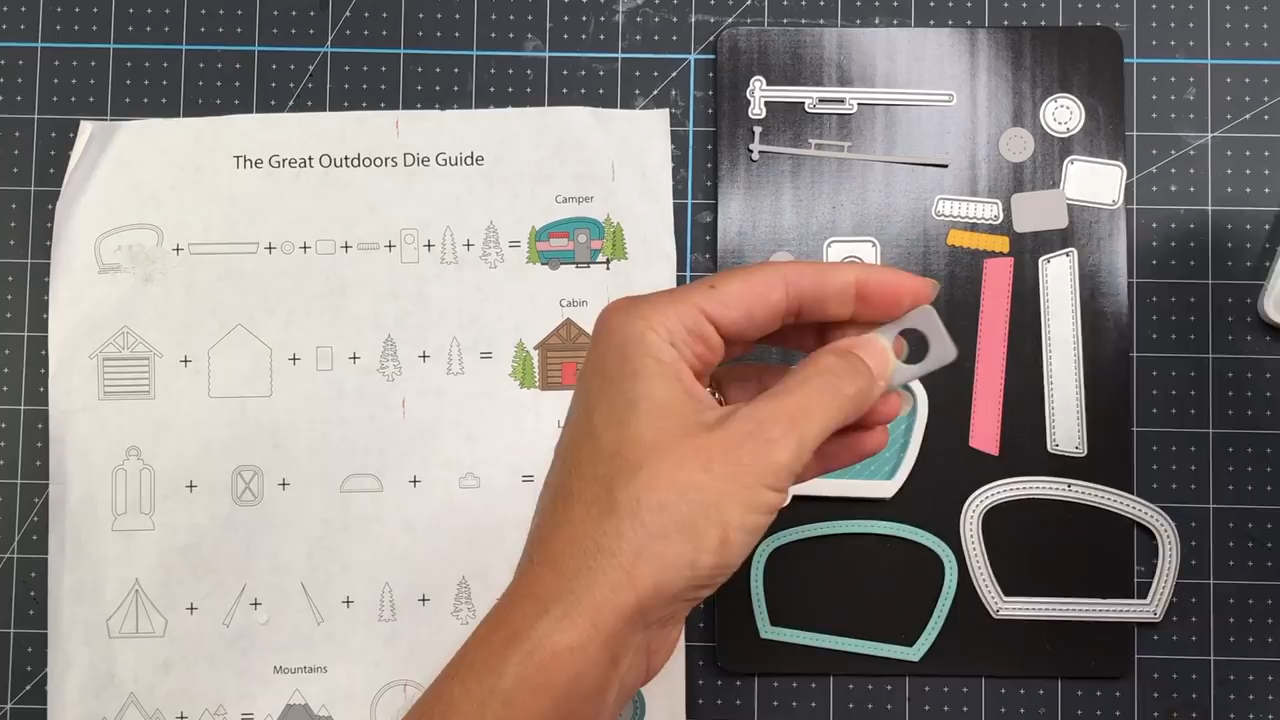 The Great Outdoors Die Guide
Camper
Cabin
Mountains